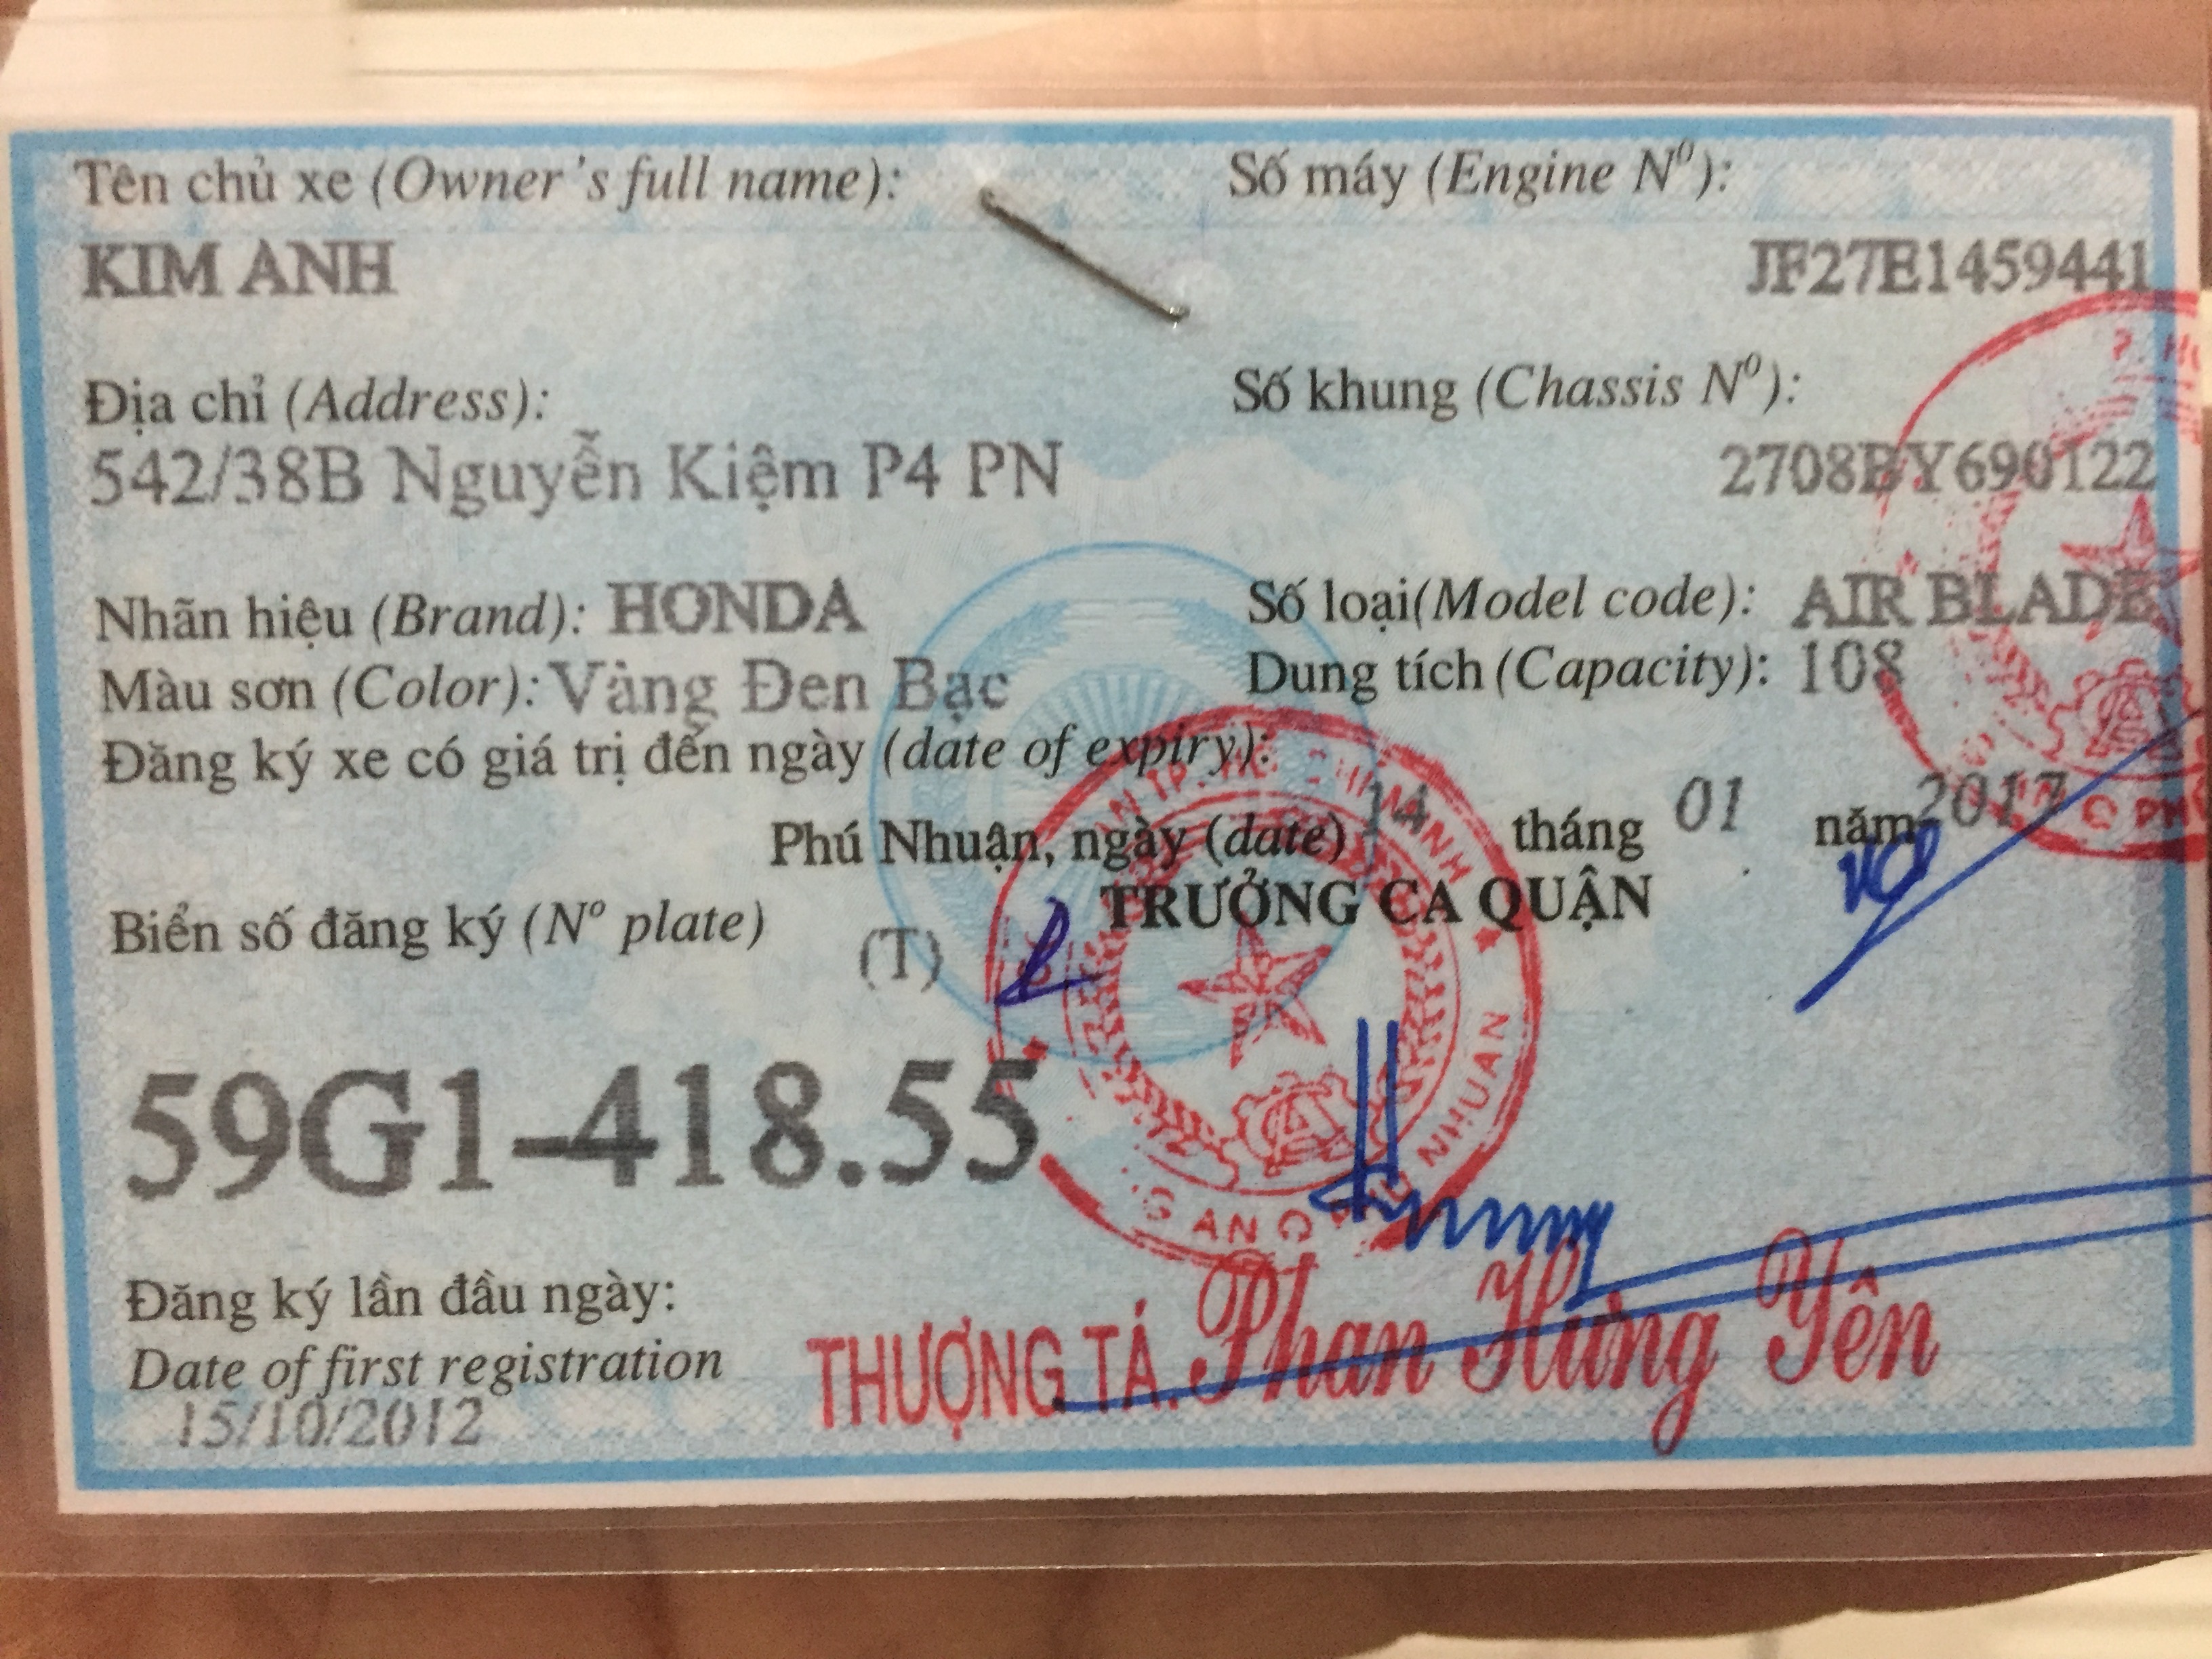 Tên chủ xe (Owner's full name):
KIM ANH
Số máy (Engine Nº):
JF27E1459441
Địa chỉ (Address):
542/38B Nguyễn Kiệm P4 PN
Số khung (Chassis Nº):
2708BY690122
Nhãn hiệu (Brand): HONDA
Số loại(Model code): AIR BLADE
Màu sơn (Color): Vàng Đen Bạc
Dung tích (Capacity): 108
Đăng ký xe có giá trị đến ngày (date of expiry):
Phú Nhuận, ngày (date) 14 tháng 01 năm 2017
TRƯỞNG CA QUẬN
Biển số đăng ký (Nº plate)
(T)
59G1-418.55
Đăng ký lần đầu ngày:
Date of first registration
15/10/2012
THƯỢNG TÁ. Phan Hưng Yên